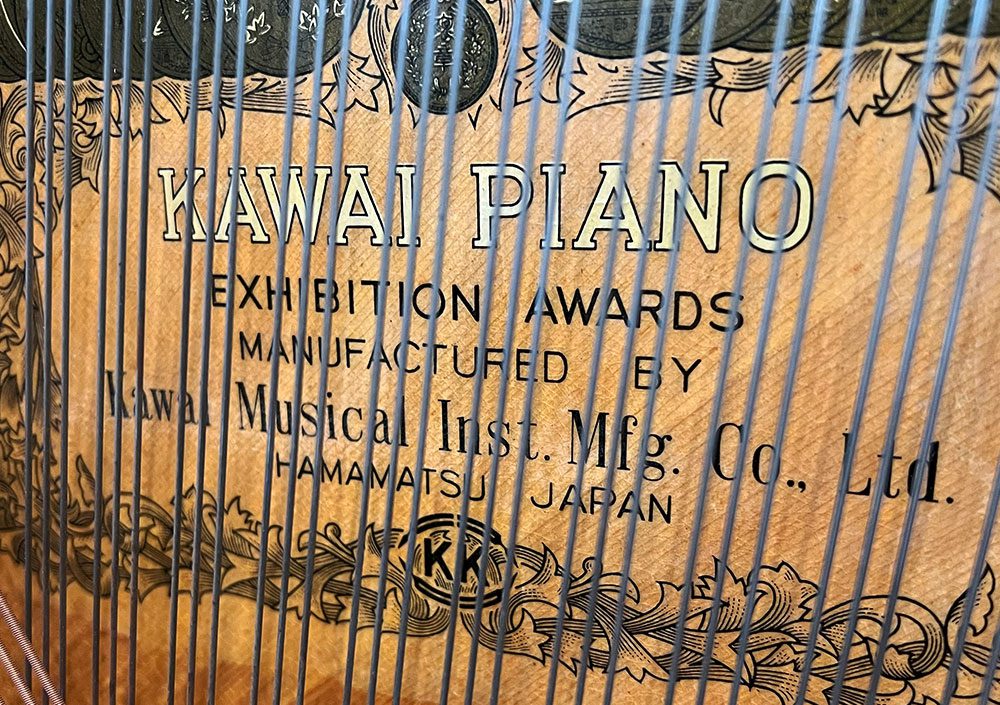 KAWAI PIANO
EXHIBITION AWARDS
MANUFACTURED BY
Kawai Musical Inst. Mfg. Co., Ltd.
HAMAMATSU JAPAN
KK